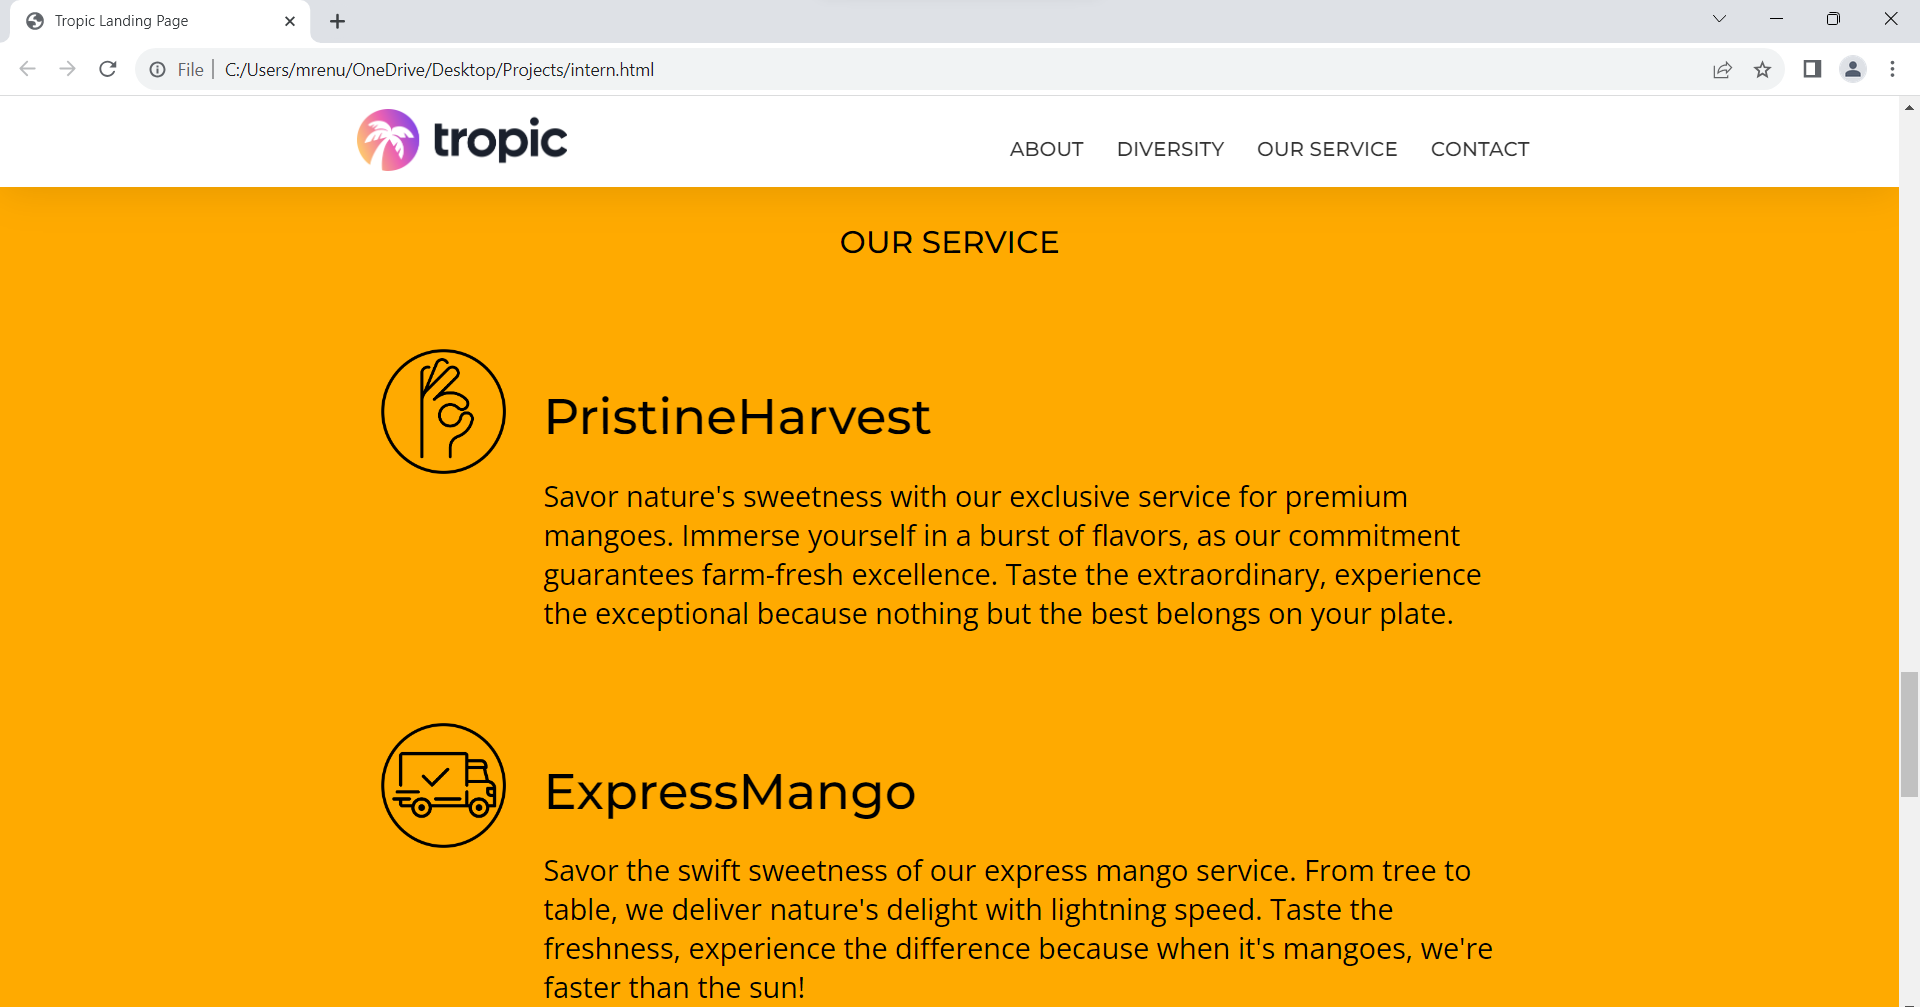 Tropic Landing Page
File C:/Users/mrenu/OneDrive/Desktop/Projects/intern.html
tropic
ABOUT DIVERSITY OUR SERVICE CONTACT
OUR SERVICE
PristineHarvest
Savor nature's sweetness with our exclusive service for premium
mangoes. Immerse yourself in a burst of flavors, as our commitment
guarantees farm-fresh excellence. Taste the extraordinary, experience
the exceptional because nothing but the best belongs on your plate.
ExpressMango
Savor the swift sweetness of our express mango service. From tree to
table, we deliver nature's delight with lightning speed. Taste the
freshness, experience the difference because when it's mangoes, we're
faster than the sun!